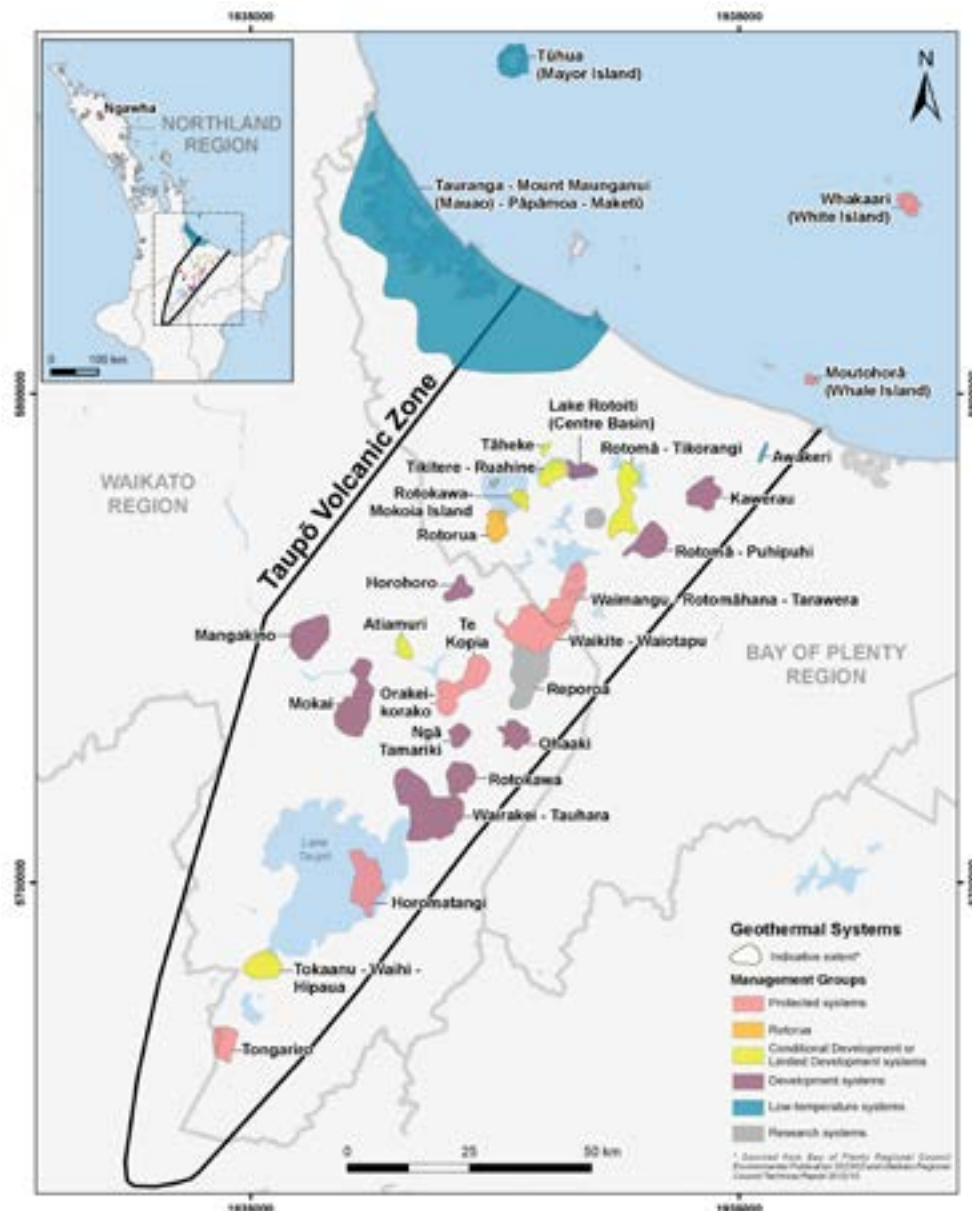 1835000
1935000
N
Ngawha
NORTHLAND
REGION
0
100 km
Tūhua
(Mayor Island)
Tauranga - Mount Maunganui
(Mauao) - Pāpāmoa - Maketū
Whakaari
(White Island)
Moutohorā
(Whale Island)
Taupō Volcanic Zone
WAIKATO
REGION
Lake Rotoiti
(Centre Basin)
Tāheke
Rotomā - Tikorangi
Tikitere - Ruahine
Awakeri
Rotokawa-
Mokoia Island
Kawerau
Rotorua
Rotomā - Puhipuhi
Horohoro
Waimangu - Rotomāhana - Tarawera
Mangakino
Atiamuri
Te
Kopia
Waikite - Waiotapu
BAY OF PLENTY
REGION
Mokai
Orakei-
korako
Reporoa
Ngā
Tamariki
Ohaaki
Rotokawa
Wairakei - Tauhara
Lake
Taupō
Horomatangi
Tokaanu - Waihi -
Hipaua
Tongariro
Geothermal Systems
Indicative extent*
Management Groups
Protected systems
Rotorua
Conditional Development or
Limited Development systems
Development systems
Low-temperature systems
Research systems
0
25
50 km